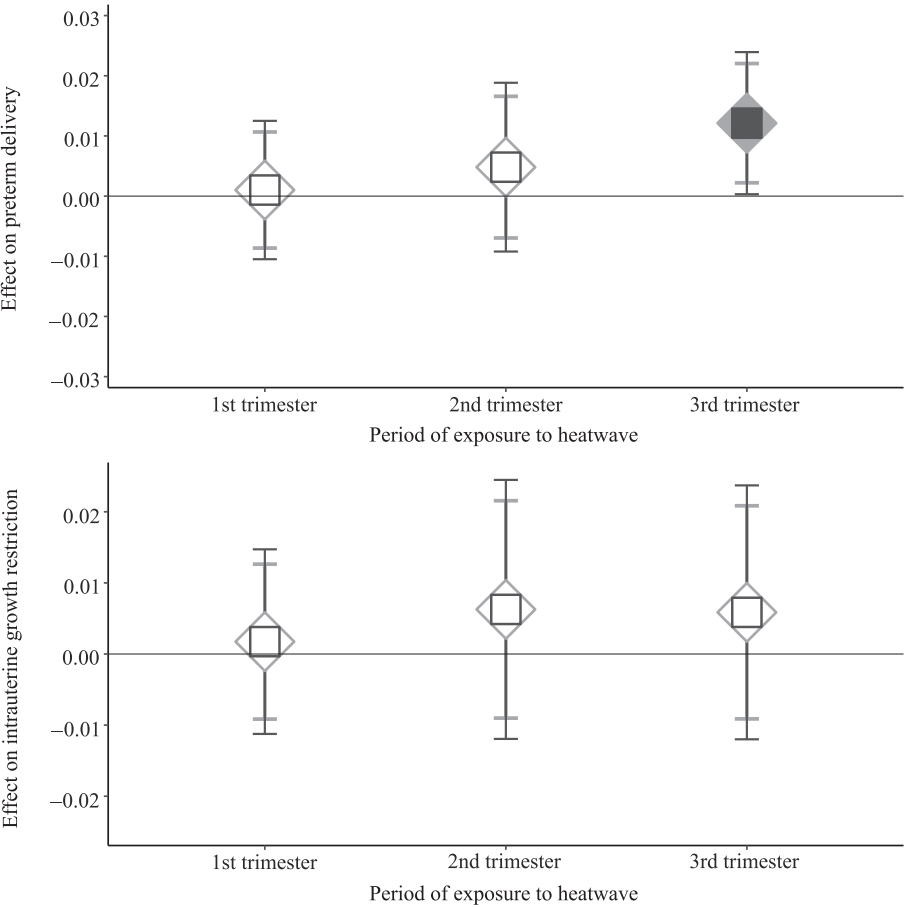 Effect on preterm delivery
0.03
0.02
0.01
0.00
−0.01
−0.02
−0.03
1st trimester 2nd trimester 3rd trimester
Period of exposure to heatwave
Effect on intrauterine growth restriction
0.02
0.01
0.00
−0.01
−0.02
1st trimester 2nd trimester 3rd trimester
Period of exposure to heatwave